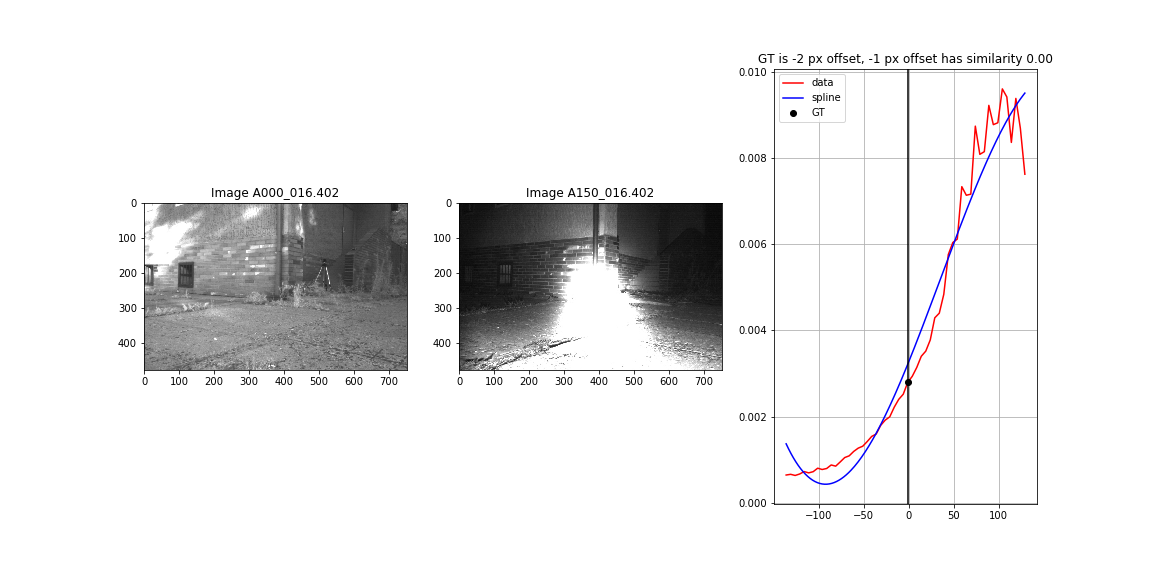 GT is -2 px offset, -1 px offset has similarity 0.00
Image A000_016.402
Image A150_016.402
data
spline
GT
0
100
200
300
400
0 100 200 300 400 500 600 700
0
100
200
300
400
0 100 200 300 400 500 600 700
0.010
0.008
0.006
0.004
0.002
0.000
−100 −50 0 50 100